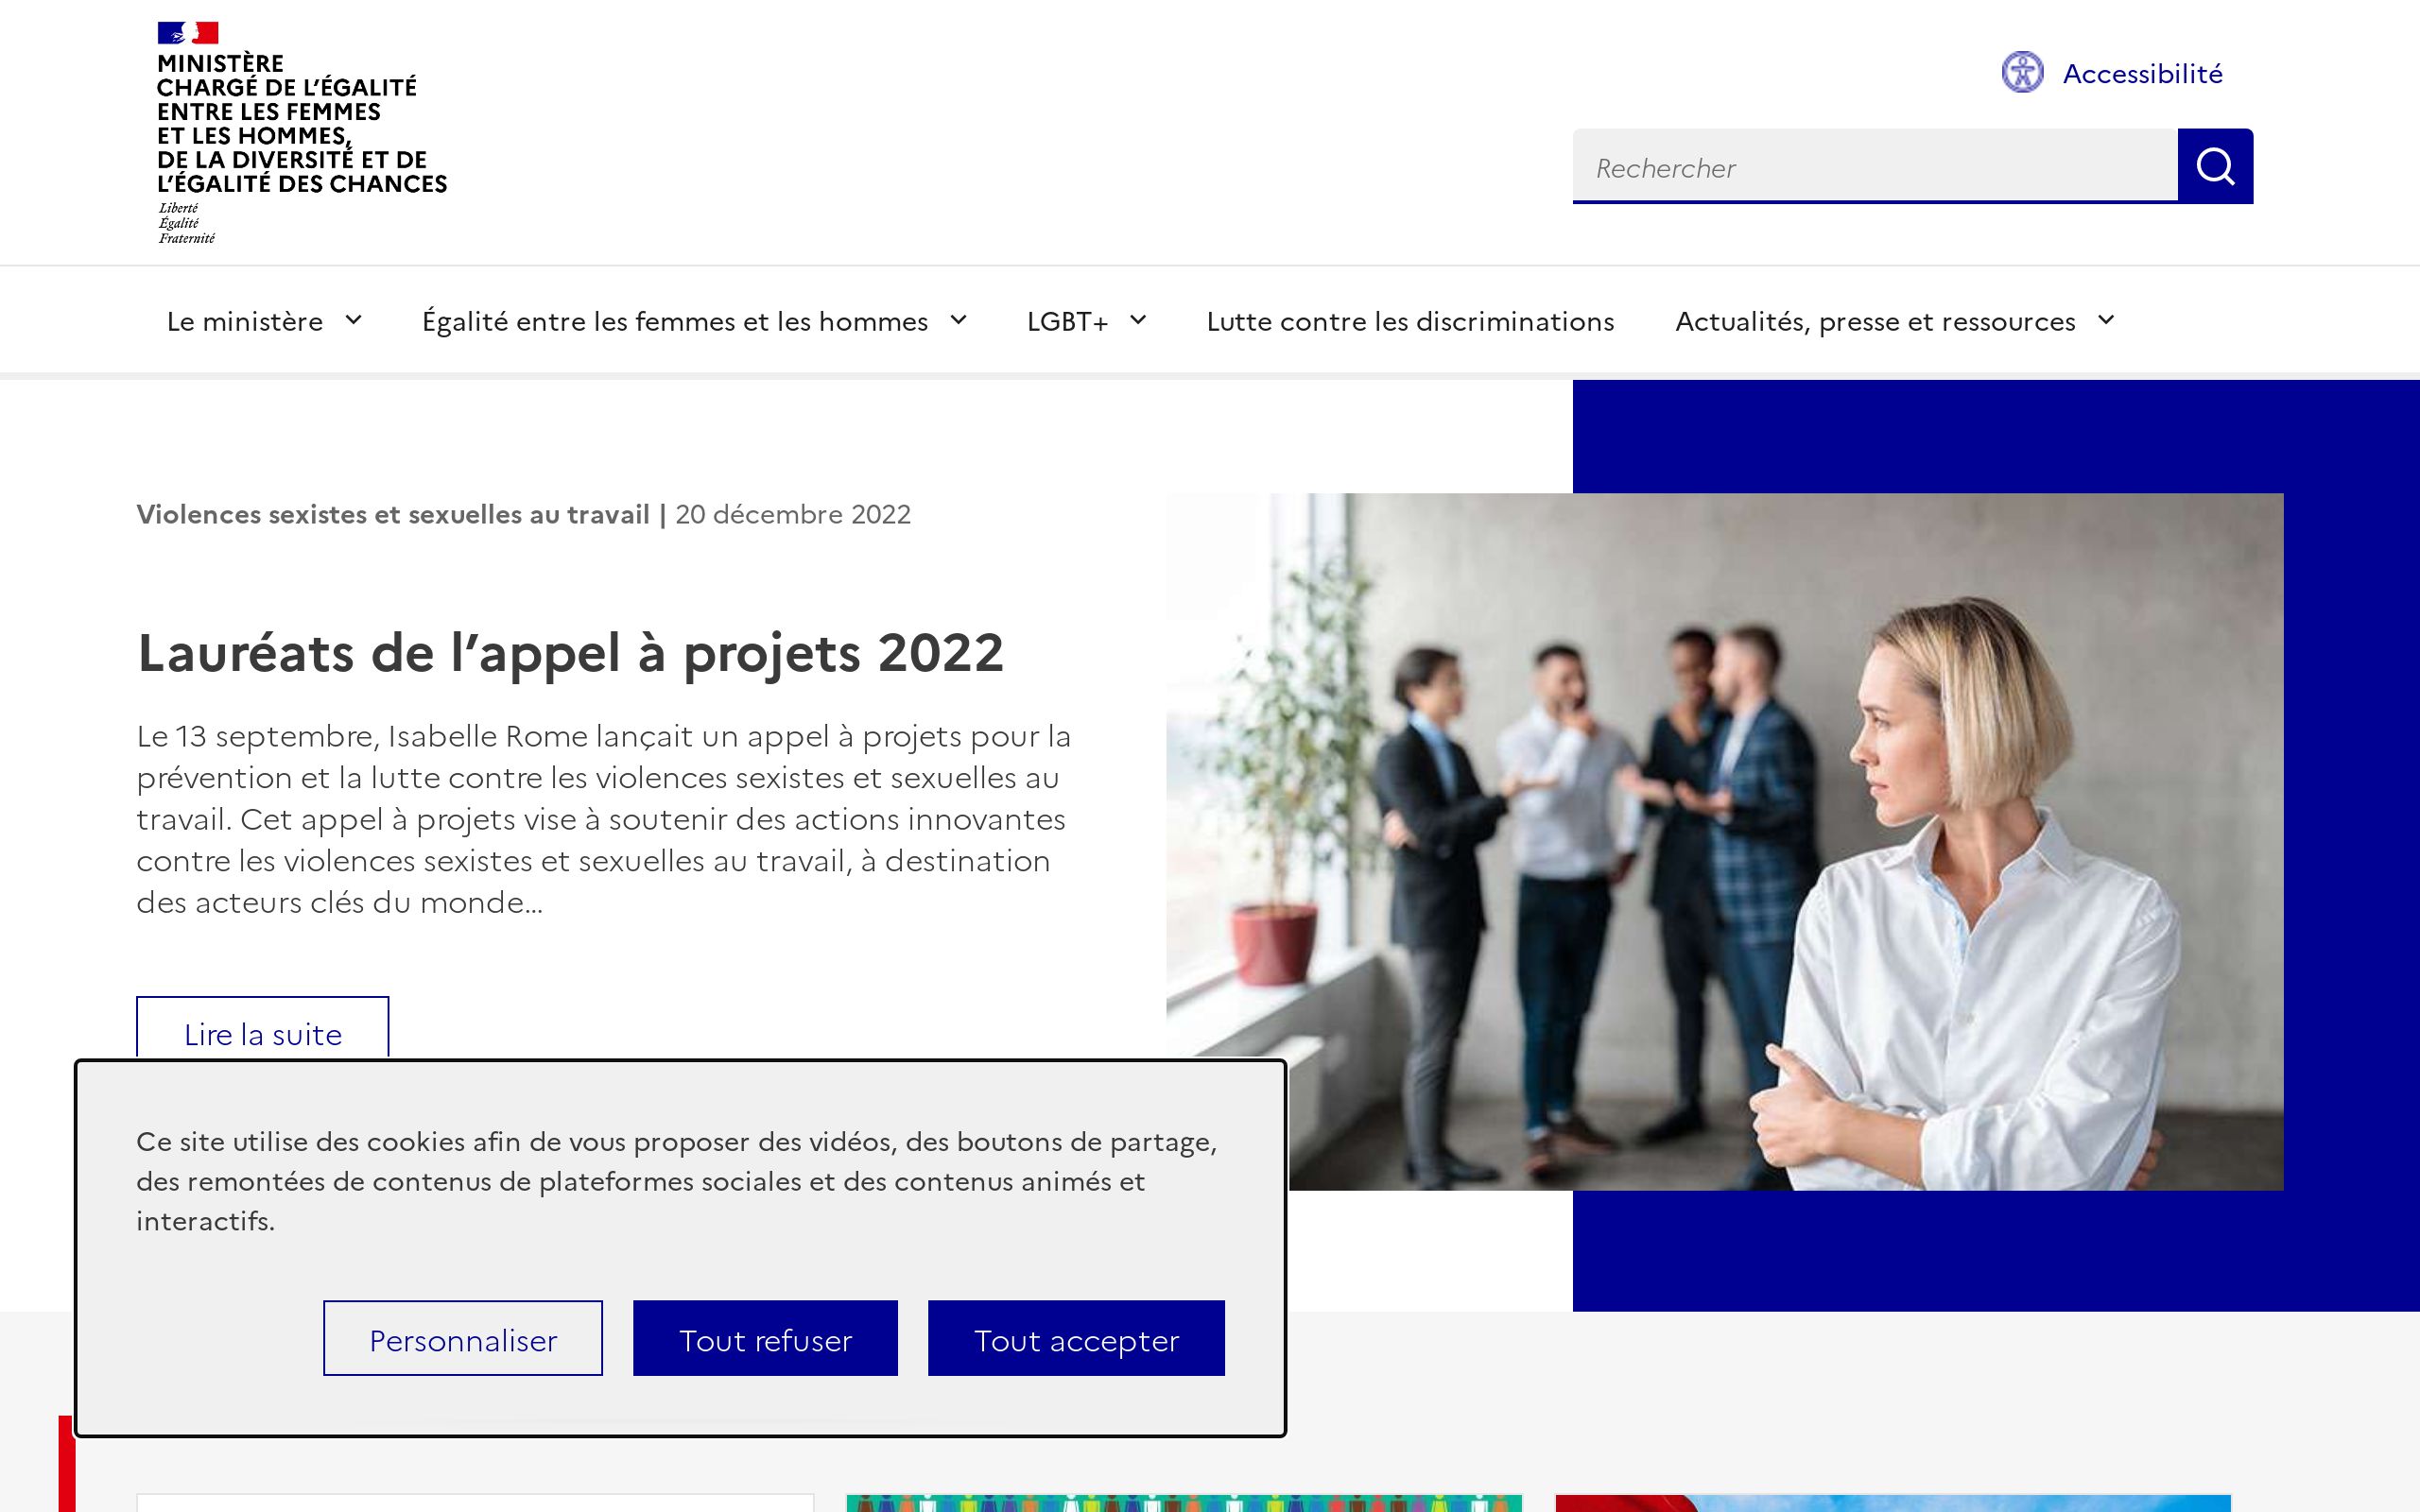 MINISTÈRE
CHARGÉ DE L'ÉGALITÉ
ENTRE LES FEMMES
ET LES HOMMES,
DE LA DIVERSITÉ ET DE
L'ÉGALITÉ DES CHANCES
Liberté
Égalité
Fraternité
Accessibilité
Rechercher
Le ministère
Égalité entre les femmes et les hommes
LGBT+
Lutte contre les discriminations
Actualités, presse et ressources
Violences sexistes et sexuelles au travail | 20 décembre 2022
Lauréats de l’appel à projets 2022
Le 13 septembre, Isabelle Rome lançait un appel à projets pour la
prévention et la lutte contre les violences sexistes et sexuelles au
travail. Cet appel à projets vise à soutenir des actions innovantes
contre les violences sexistes et sexuelles au travail, à destination
des acteurs clés du monde...
Lire la suite
Ce site utilise des cookies afin de vous proposer des vidéos, des boutons de partage,
des remontées de contenus de plateformes sociales et des contenus animés et
interactifs.
Personnaliser
Tout refuser
Tout accepter